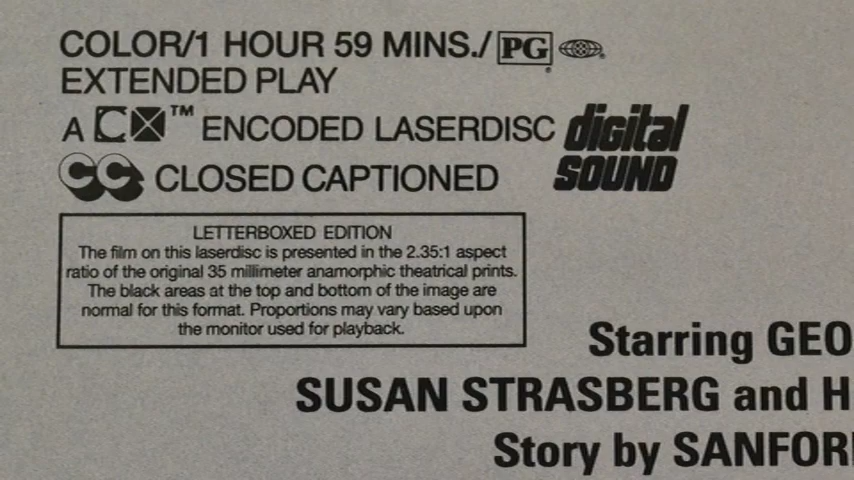 COLOR/1 HOUR 59 MINS./ PG
EXTENDED PLAY
A CX™ ENCODED LASERDISC digital SOUND
CC CLOSED CAPTIONED
LETTERBOXED EDITION
The film on this laserdisc is presented in the 2.35:1 aspect
ratio of the original 35 millimeter anamorphic theatrical prints.
The black areas at the top and bottom of the image are
normal for this format. Proportions may vary based upon
the monitor used for playback.
Starring GEO
SUSAN STRASBERG and H
Story by SANFOR